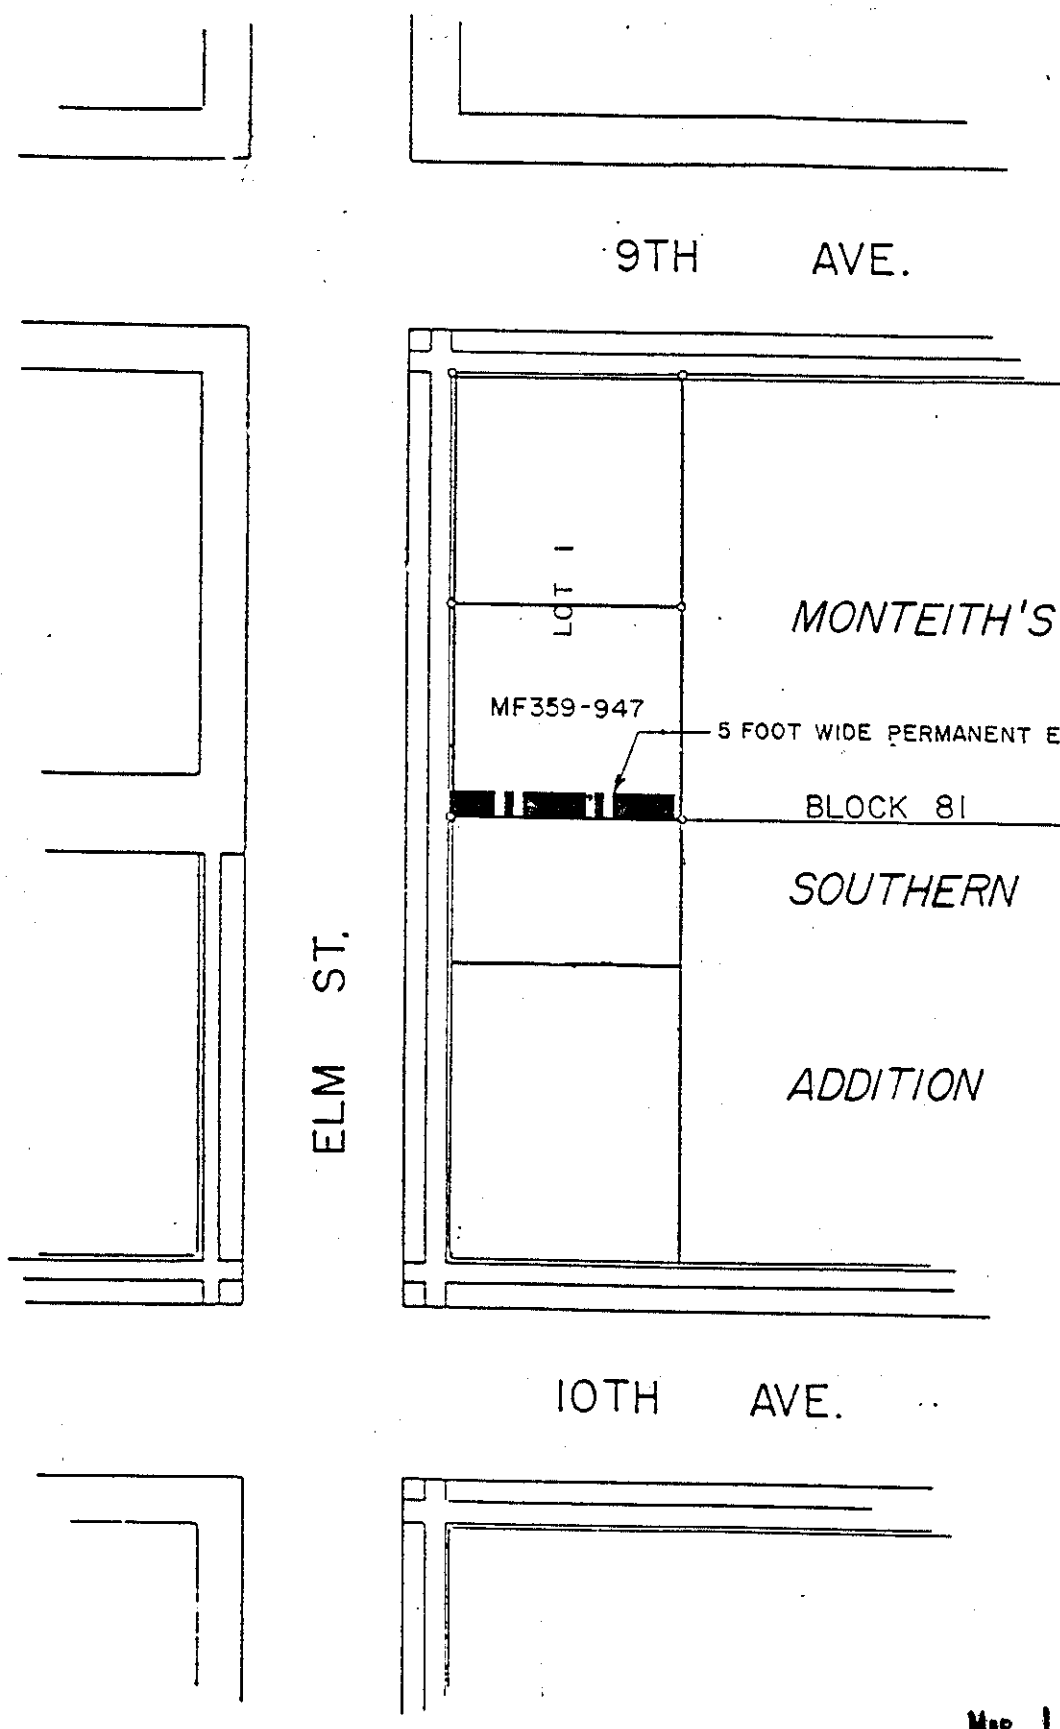 9TH AVE.
LOT 1
MONTEITH'S
MF359-947
5 FOOT WIDE PERMANENT E
BLOCK 81
SOUTHERN
ELM ST.
ADDITION
10TH AVE.